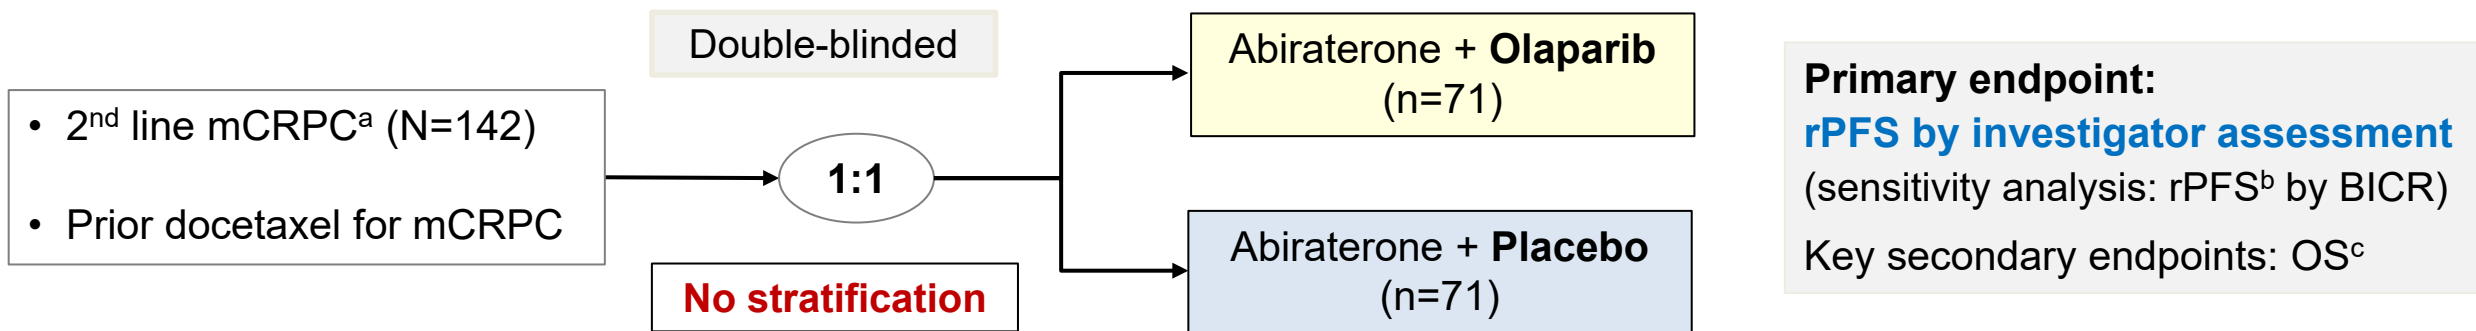 • 2nd line mCRPCa (N=142)
• Prior docetaxel for mCRPC
Double-blinded
1:1
No stratification
Abiraterone + Olaparib
(n=71)
Abiraterone + Placebo
(n=71)
Primary endpoint:
rPFS by investigator assessment
(sensitivity analysis: rPFSb by BICR)
Key secondary endpoints: OSc